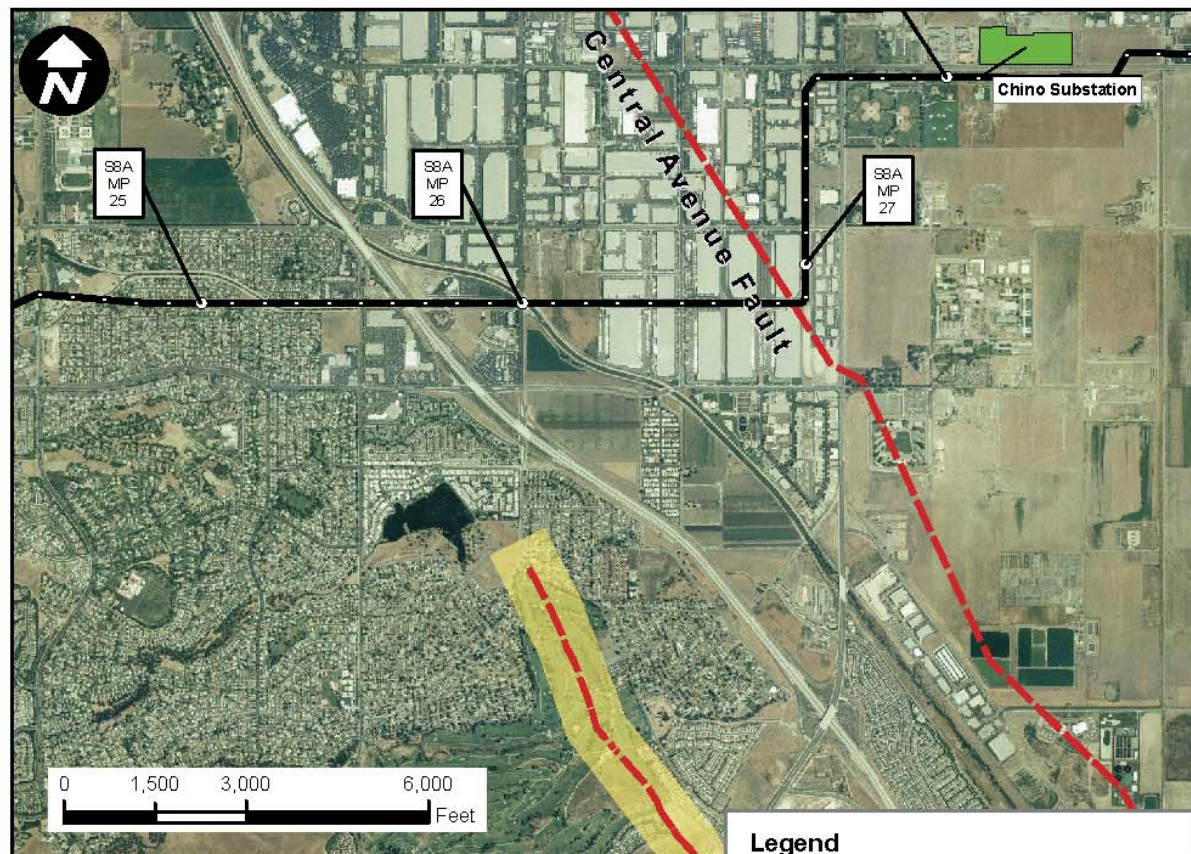 N
Central Avenue Fault
Chino Substation
S8A
MP
25
S8A
MP
26
S8A
MP
27
0 1,500 3,000 6,000
Feet
Legend